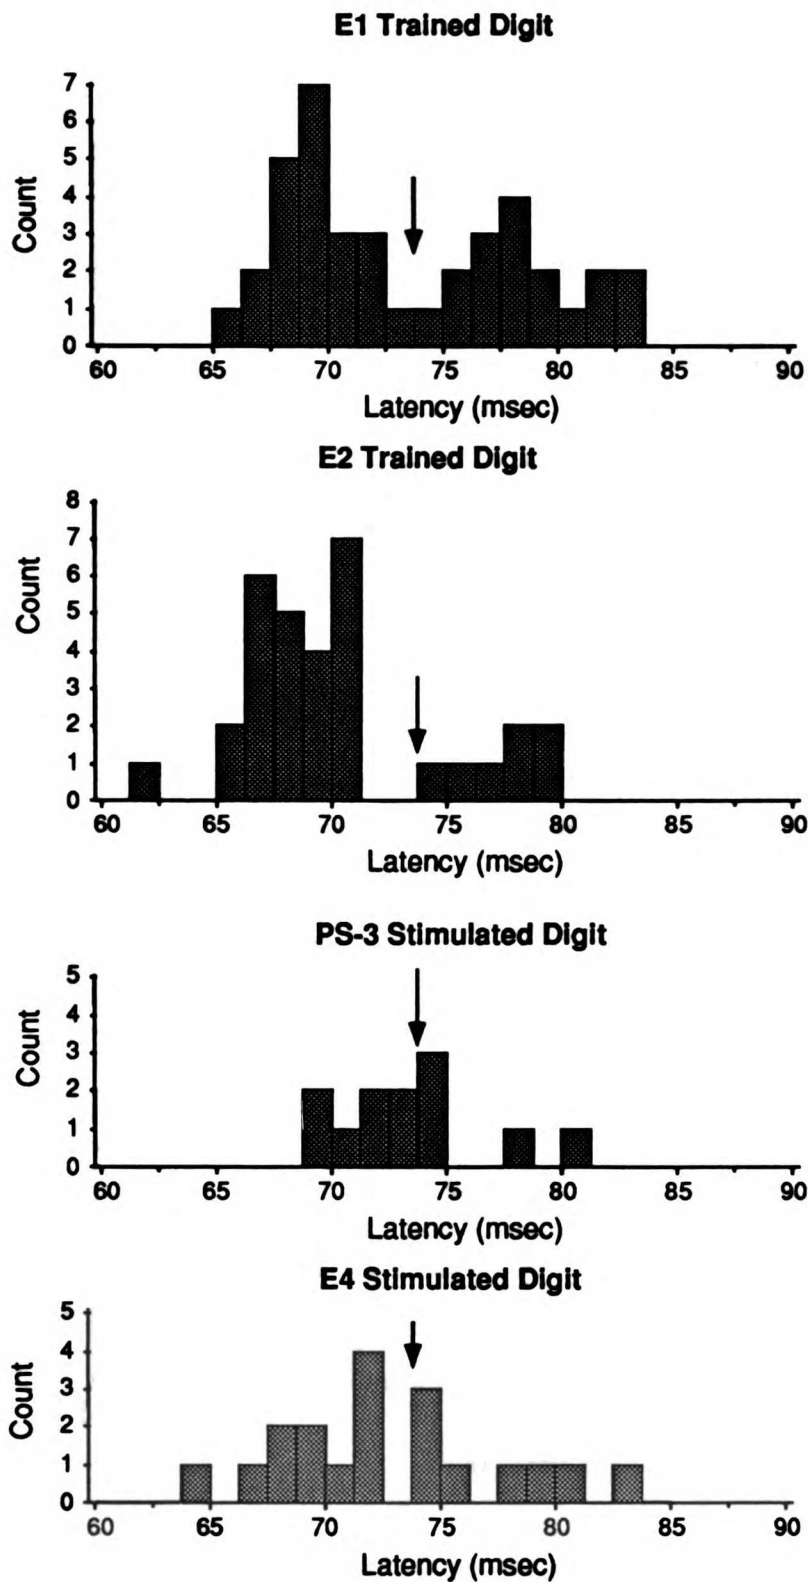 E1 Trained Digit
7
6
5
4
3
2
1
0
Count
60 65 70 75 80 85 90
Latency (msec)
E2 Trained Digit
8
7
6
5
4
3
2
1
0
Count
60 65 70 75 80 85 90
Latency (msec)
PS-3 Stimulated Digit
5
4
3
2
1
0
Count
60 65 70 75 80 85 90
Latency (msec)
E4 Stimulated Digit
5
4
3
2
1
0
Count
60 65 70 75 80 85 90
Latency (msec)